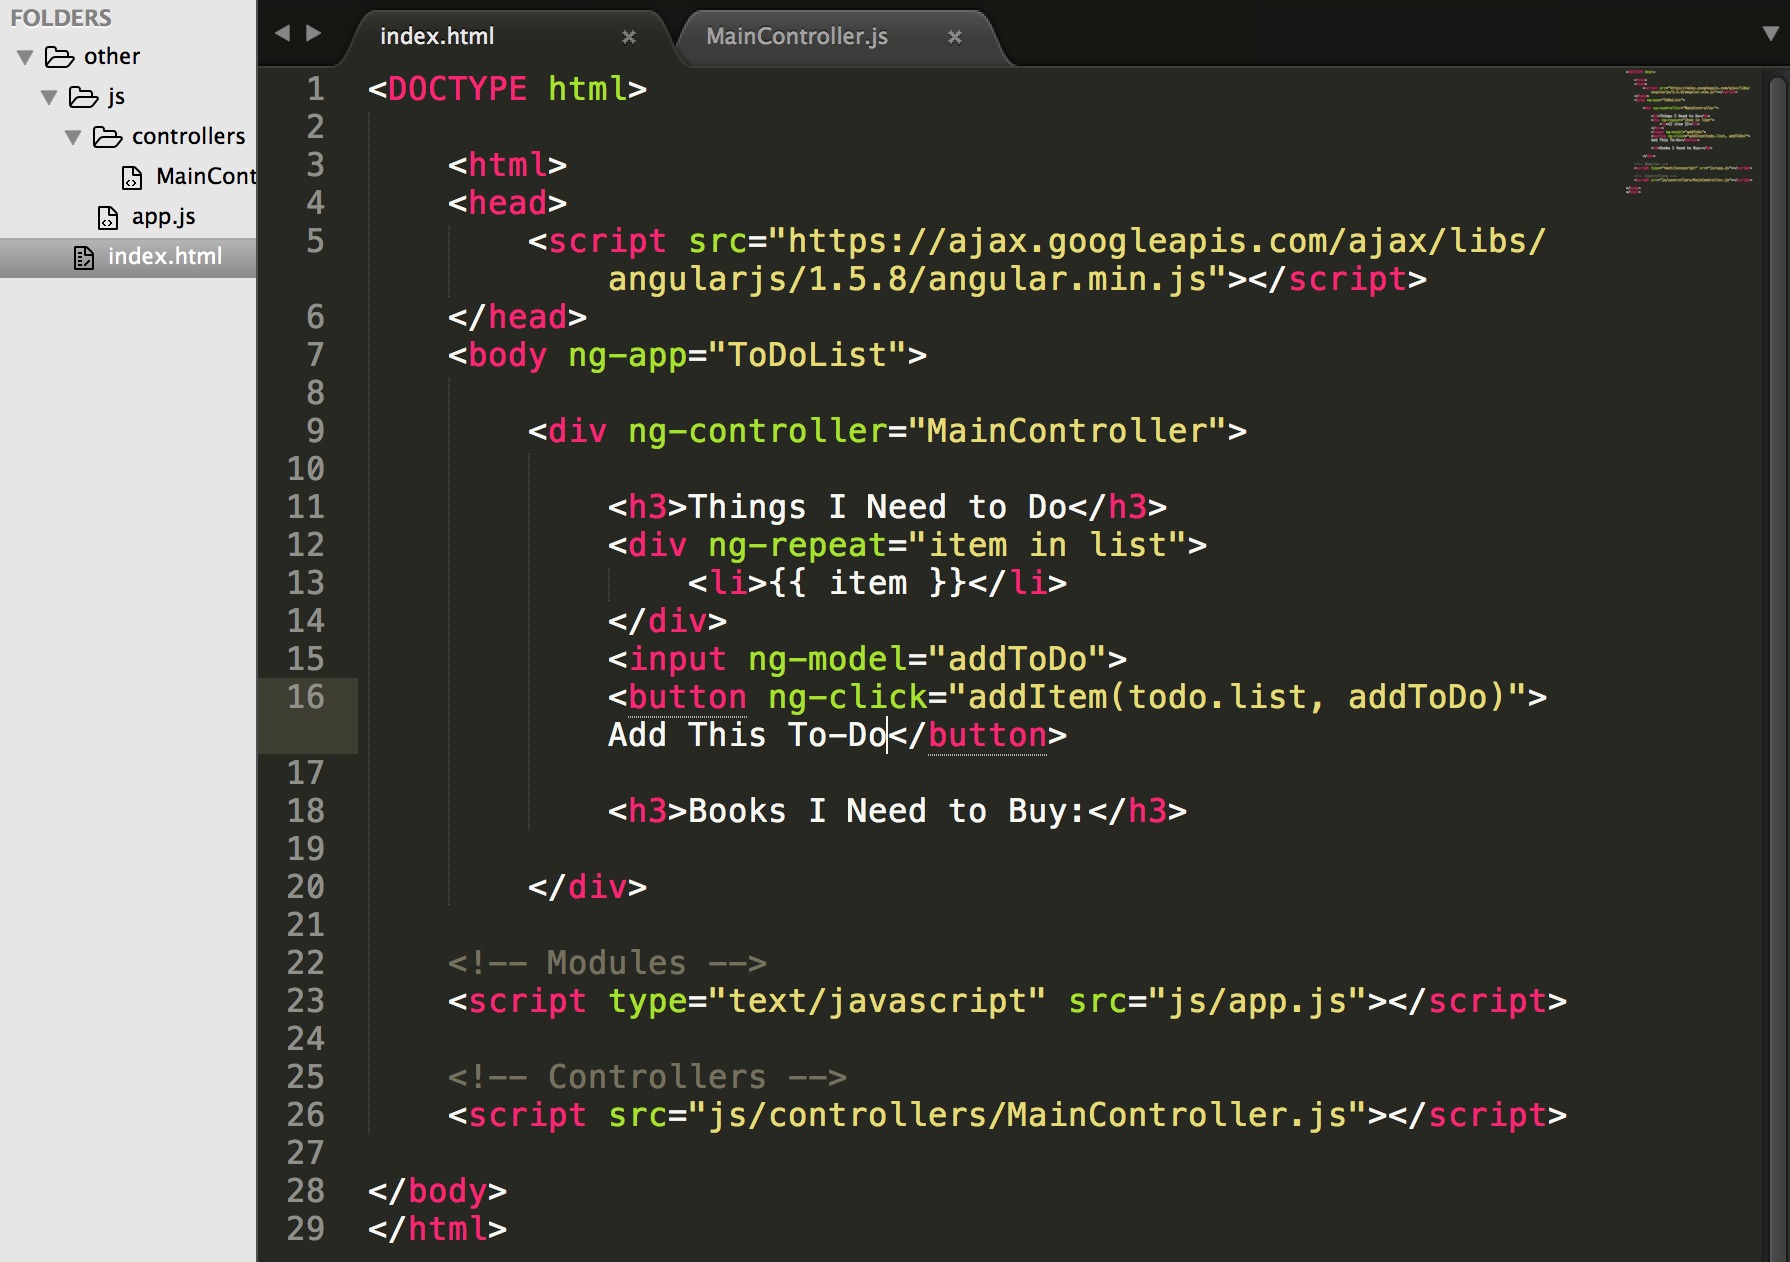 FOLDERS
other
js
controllers
MainCont
app.js
index.html
index.html
MainController.js
1 <DOCTYPE html>
2
3 <html>
4 <head>
5 <script src="https://ajax.googleapis.com/ajax/libs/
angularjs/1.5.8/angular.min.js"></script>
6 </head>
7 <body ng-app="ToDoList">
8
9 <div ng-controller="MainController">
10
11 <h3>Things I Need to Do</h3>
12 <div ng-repeat="item in list">
13 <li>{{ item }}</li>
14 </div>
15 <input ng-model="addToDo">
16 <button ng-click="addItem(todo.list, addToDo)">
Add This To-Do</button>
17
18 <h3>Books I Need to Buy:</h3>
19
20 </div>
21
22 <!-- Modules -->
23 <script type="text/javascript" src="js/app.js"></script>
24
25 <!-- Controllers -->
26 <script src="js/controllers/MainController.js"></script>
27
28 </body>
29 </html>